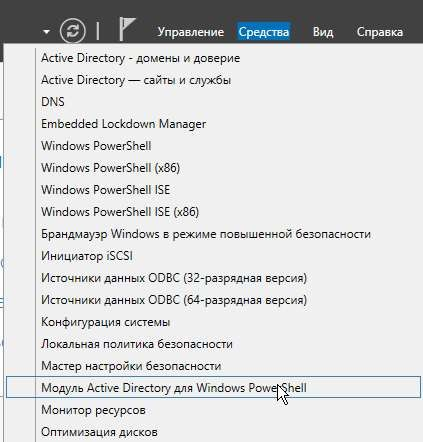 Управление Средства Вид Справка
Active Directory - домены и доверие
Active Directory — сайты и службы
DNS
Embedded Lockdown Manager
Windows PowerShell
Windows PowerShell (x86)
Windows PowerShell ISE
Windows PowerShell ISE (x86)
Брандмауэр Windows в режиме повышенной безопасности
Инициатор iSCSI
Источники данных ODBC (32-разрядная версия)
Источники данных ODBC (64-разрядная версия)
Конфигурация системы
Локальная политика безопасности
Мастер настройки безопасности
Модуль Active Directory для Windows PowerShell
Монитор ресурсов
Оптимизация дисков